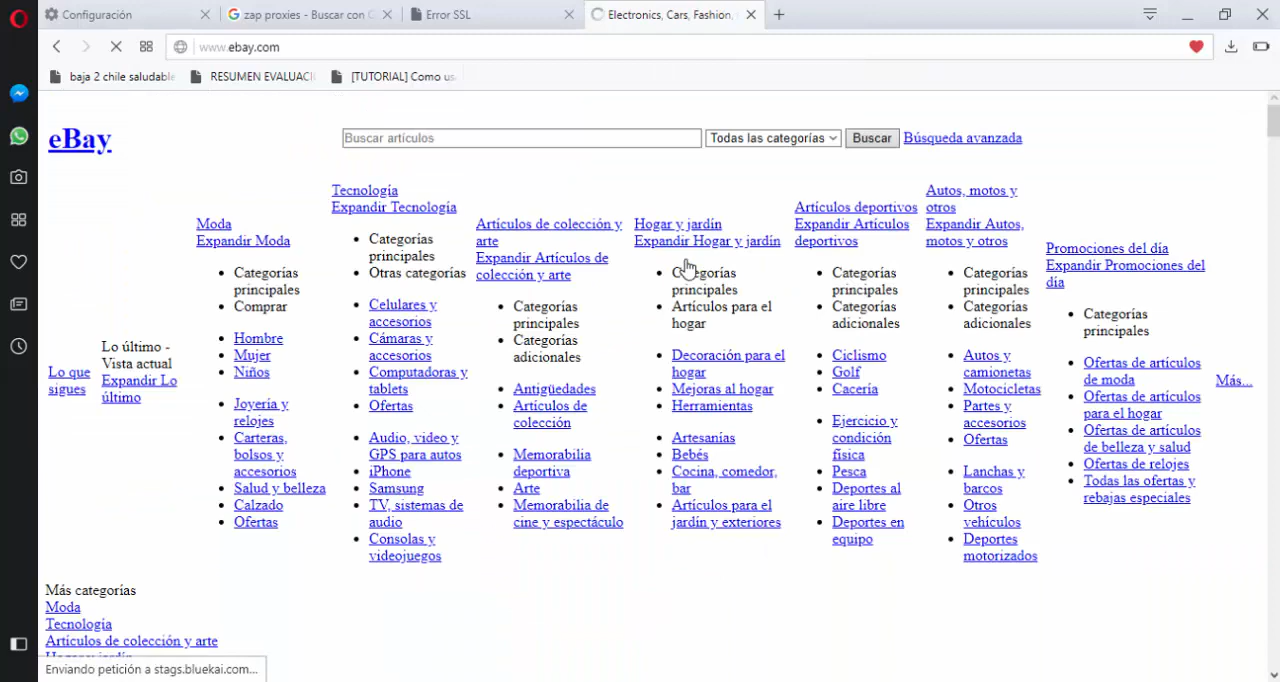 Configuración
zap proxies - Buscar con G
Error SSL
Electronics, Cars, Fashion,
www.ebay.com
baja 2 chile saludable
RESUMEN EVALUACI
[TUTORIAL] Como us
eBay
Buscar artículos
Todas las categorías
Buscar
Búsqueda avanzada
Lo que
sigues
Lo último -
Vista actual
Expandir Lo
último
Moda
Expandir Moda
Categorías
principales
Comprar
Hombre
Mujer
Niños
Joyería y
relojes
Carteras,
bolsos y
accesorios
Salud y belleza
Calzado
Ofertas
Tecnología
Expandir Tecnología
Categorías
principales
Otras categorías
Celulares y
accesorios
Cámaras y
accesorios
Computadoras y
tablets
Ofertas
Audio, video y
GPS para autos
iPhone
Samsung
TV, sistemas de
audio
Consolas y
videojuegos
Artículos de colección y
arte
Expandir Artículos de
colección y arte
Categorías
principales
Categorías
adicionales
Antigüedades
Artículos de
colección
Memorabilia
deportiva
Arte
Memorabilia de
cine y espectáculo
Hogar y jardín
Expandir Hogar y jardín
Categorías
principales
Artículos para el
hogar
Decoración para el
hogar
Mejoras al hogar
Herramientas
Artesanías
Bebés
Cocina, comedor,
bar
Artículos para el
jardín y exteriores
Artículos deportivos
Expandir Artículos
deportivos
Categorías
principales
Categorías
adicionales
Ciclismo
Golf
Cacería
Ejercicio y
condición
física
Pesca
Deportes al
aire libre
Deportes en
equipo
Autos, motos y
otros
Expandir Autos,
motos y otros
Categorías
principales
Categorías
adicionales
Autos y
camionetas
Motocicletas
Partes y
accesorios
Ofertas
Lanchas y
barcos
Otros
vehículos
Deportes
motorizados
Promociones del día
Expandir Promociones del
día
Categorías
principales
Ofertas de artículos
de moda
Ofertas de artículos
para el hogar
Ofertas de artículos
de belleza y salud
Ofertas de relojes
Todas las ofertas y
rebajas especiales
Más...
Más categorías
Moda
Tecnología
Artículos de colección y arte
Hogar y jardín
Enviando petición a stags.bluekai.com...